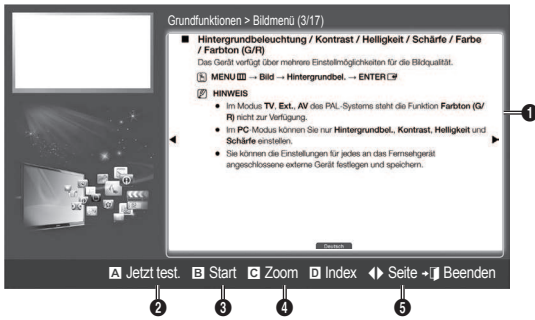 Grundfunktionen > Bildmenü (3/17)
■ Hintergrundbeleuchtung / Kontrast / Helligkeit / Schärfe / Farbe
/ Farbton (G/R)
Das Gerät verfügt über mehrere Einstellmöglichkeiten für die Bildqualität.
MENU → Bild → Hintergrundbel. → ENTER
HINWEIS
● Im Modus TV, Ext., AV des PAL-Systems steht die Funktion Farbton (G/
R) nicht zur Verfügung.
● Im PC-Modus können Sie nur Hintergrundbel., Kontrast, Helligkeit und
Schärfe einstellen.
● Sie können die Einstellungen für jedes an das Fernsehgerät
angeschlossene externe Gerät festlegen und speichern.
◀ ▶
1
Deutsch
A Jetzt test. B Start C Zoom D Index ◀▶ Seite Beenden
2 3 4 5